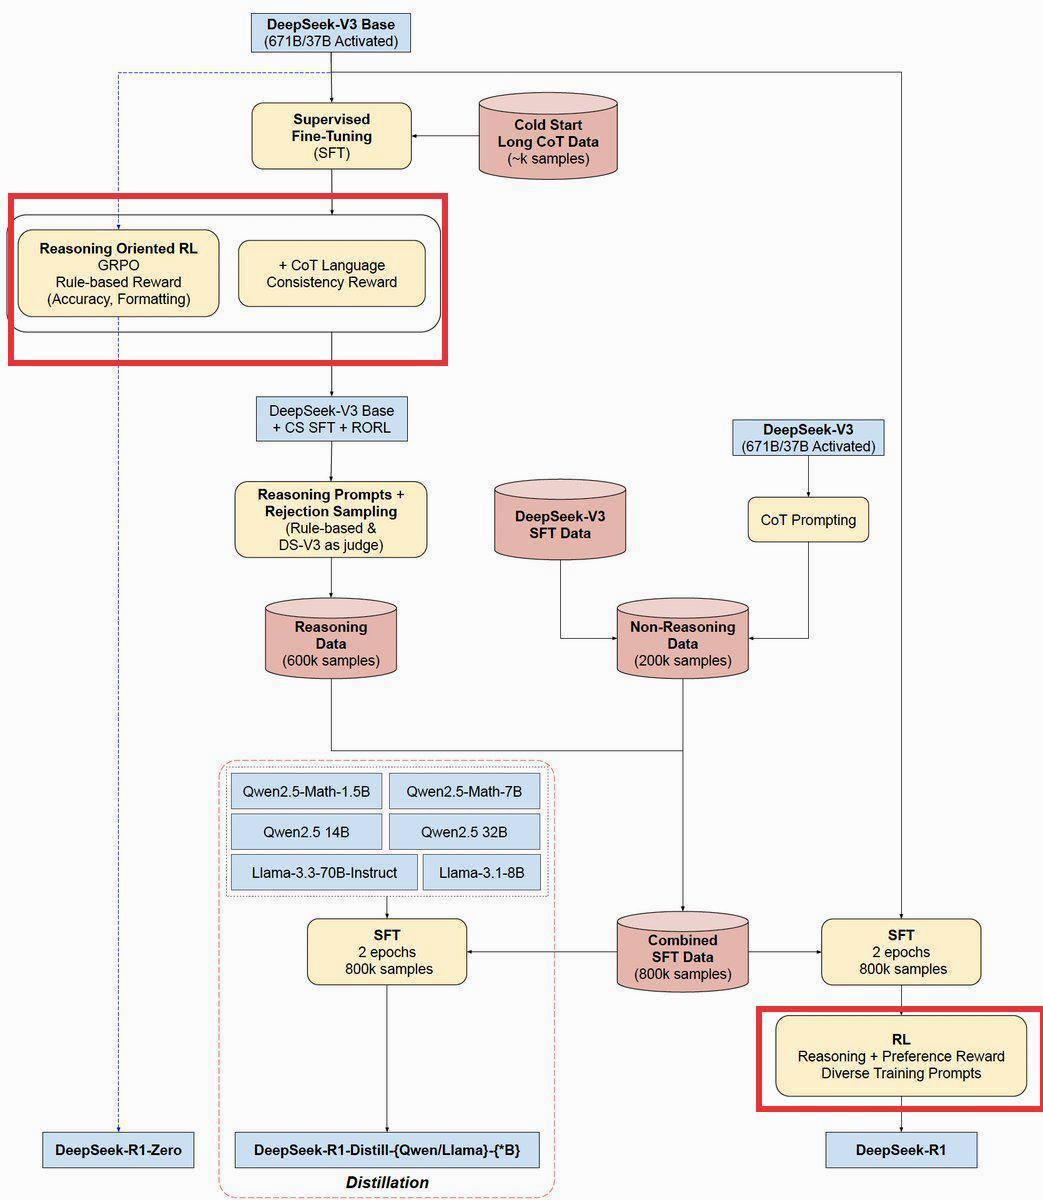 DeepSeek-V3 Base
(671B/37B Activated)
Supervised
Fine-Tuning
(SFT)
Cold Start
Long CoT Data
(~k samples)
Reasoning Oriented RL
GRPO
Rule-based Reward
(Accuracy, Formatting)
+ CoT Language
Consistency Reward
DeepSeek-V3 Base
+ CS SFT + RORL
DeepSeek-V3
(671B/37B Activated)
Reasoning Prompts +
Rejection Sampling
(Rule-based &
DS-V3 as judge)
DeepSeek-V3
SFT Data
CoT Prompting
Reasoning
Data
(600k samples)
Non-Reasoning
Data
(200k samples)
Qwen2.5-Math-1.5B
Qwen2.5-Math-7B
Qwen2.5 14B
Qwen2.5 32B
Llama-3.3-70B-Instruct
Llama-3.1-8B
SFT
2 epochs
800k samples
Combined
SFT Data
(800k samples)
SFT
2 epochs
800k samples
RL
Reasoning + Preference Reward
Diverse Training Prompts
DeepSeek-R1-Zero
DeepSeek-R1-Distill-{Qwen/Llama}-{*B}
DeepSeek-R1
Distillation